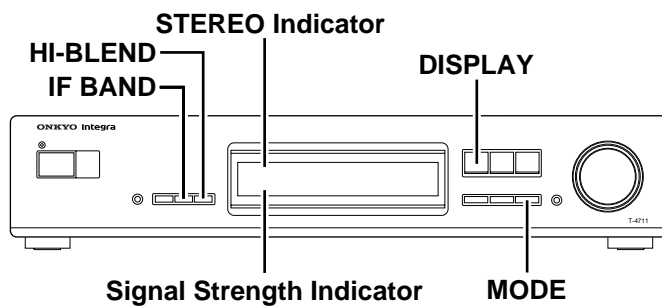 STEREO Indicator
HI-BLEND
DISPLAY
IF BAND
ONKYO integra
T-4711
Signal Strength Indicator
MODE